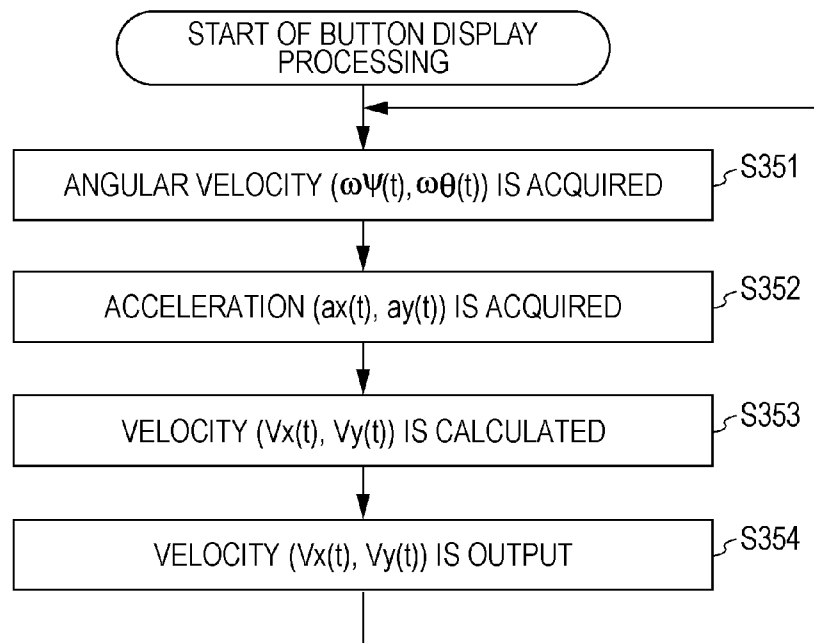 START OF BUTTON DISPLAY
PROCESSING
ANGULAR VELOCITY (ωΨ(t), ωθ(t)) IS ACQUIRED
S351
ACCELERATION (ax(t), ay(t)) IS ACQUIRED
S352
VELOCITY (Vx(t), Vy(t)) IS CALCULATED
S353
VELOCITY (Vx(t), Vy(t)) IS OUTPUT
S354